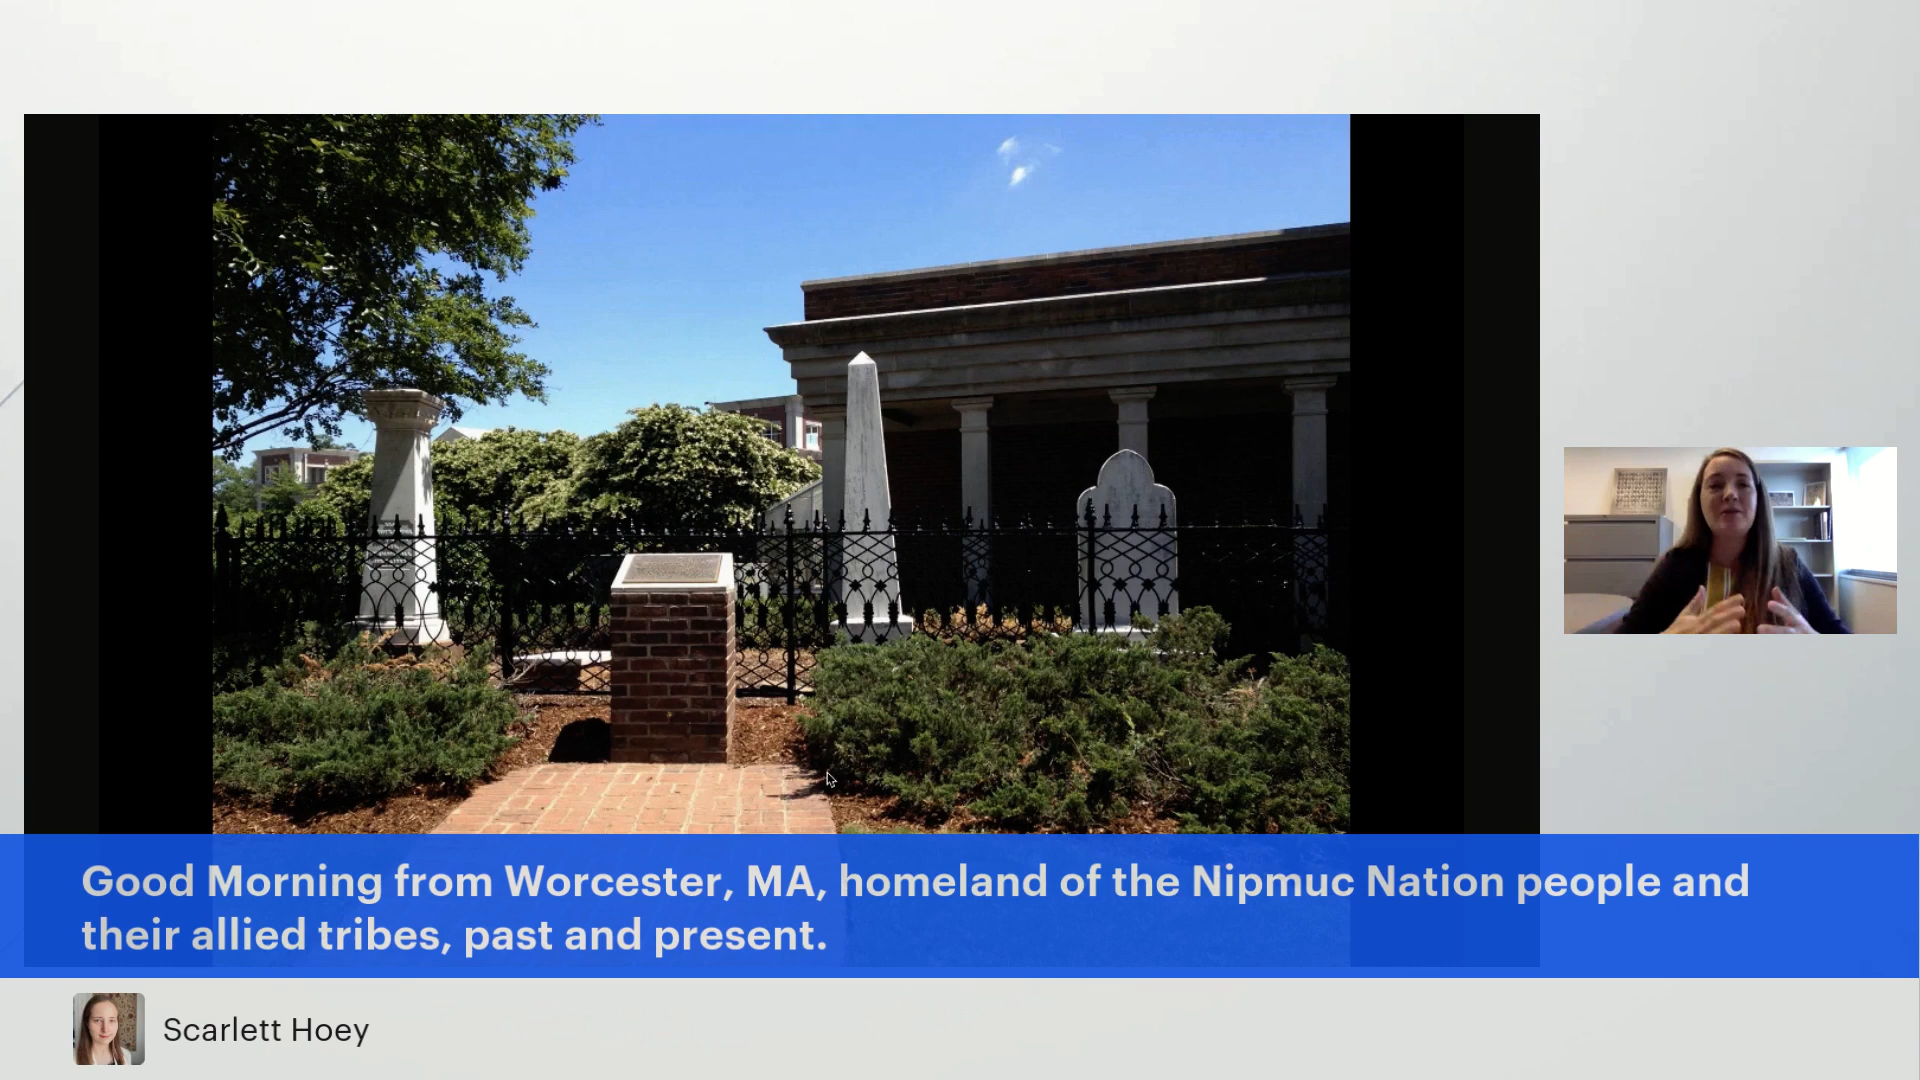 Good Morning from Worcester, MA, homeland of the Nipmuc Nation people and
their allied tribes, past and present.
Scarlett Hoey